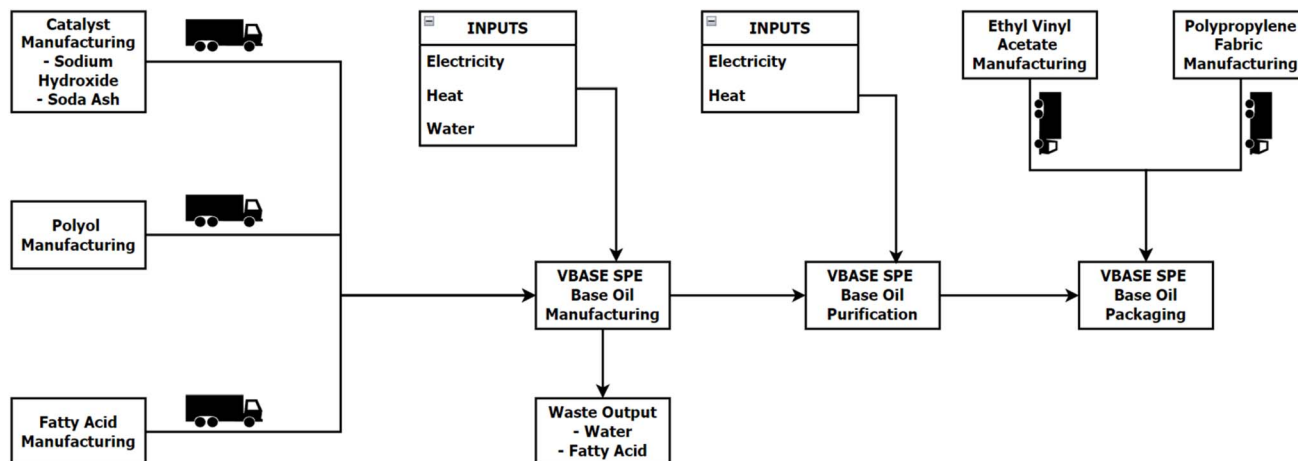 Catalyst
Manufacturing
- Sodium
Hydroxide
- Soda Ash
Polyol
Manufacturing
Fatty Acid
Manufacturing
INPUTS
Electricity
Heat
Water
INPUTS
Electricity
Heat
Ethyl Vinyl
Acetate
Manufacturing
Polypropylene
Fabric
Manufacturing
VBASE SPE
Base Oil
Manufacturing
VBASE SPE
Base Oil
Purification
VBASE SPE
Base Oil
Packaging
Waste Output
- Water
- Fatty Acid